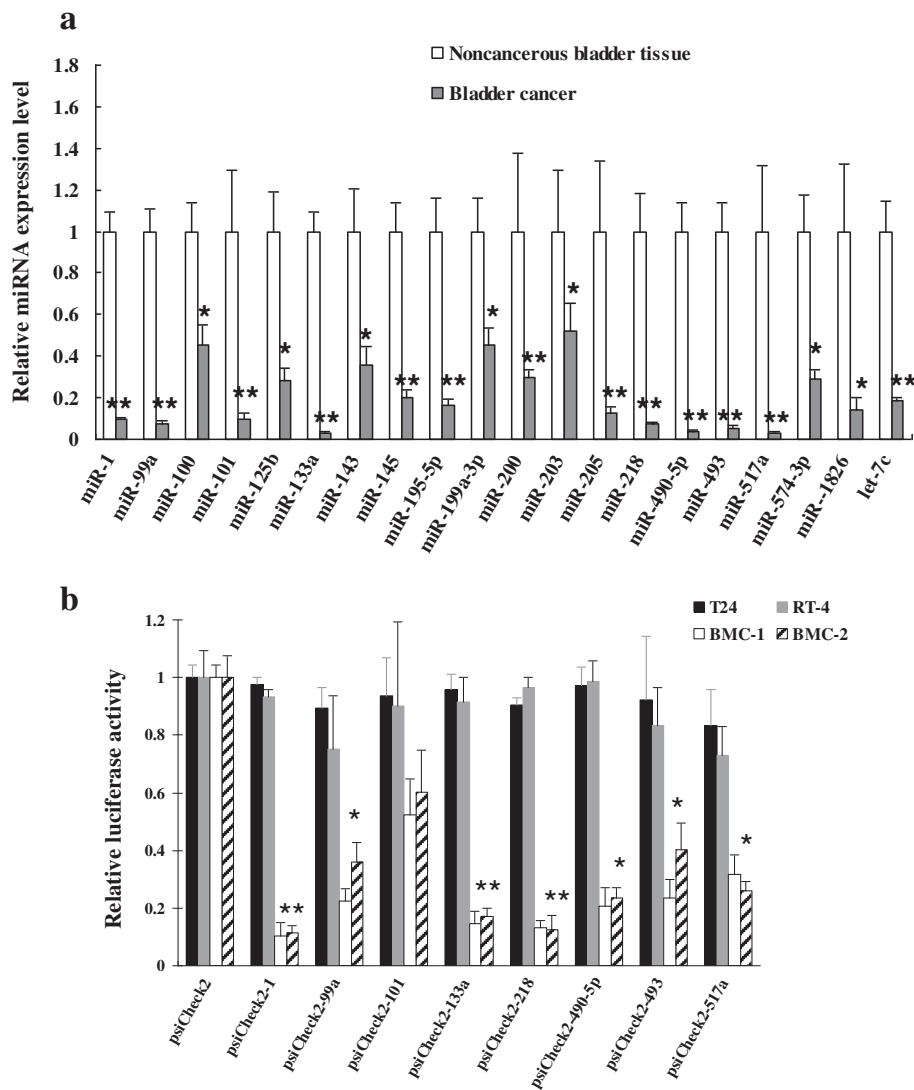 a
Noncancerous bladder tissue
Bladder cancer
Relative miRNA expression level
1.8
1.6
1.4
1.2
1
0.8
0.6
0.4
0.2
0
** ** * ** * ** * ** ** * ** * ** ** ** ** ** * * **
miR-1
miR-99a
miR-100
miR-101
miR-125b
miR-133a
miR-143
miR-145
miR-195-5p
miR-199a-3p
miR-200
miR-203
miR-205
miR-218
miR-490-5p
miR-493
miR-517a
miR-574-3p
miR--1826
let-7c
b
T24 RT-4
BMC-1 BMC-2
Relative luciferase activity
1.2
1
0.8
0.6
0.4
0.2
0
** * ** ** * * *
psiCheck2
psiCheck2-1
psiCheck2-99a
psiCheck2-101
psiCheck2-133a
psiCheck2-218
psiCheck2-490-5p
psiCheck2-493
psiCheck2-517a